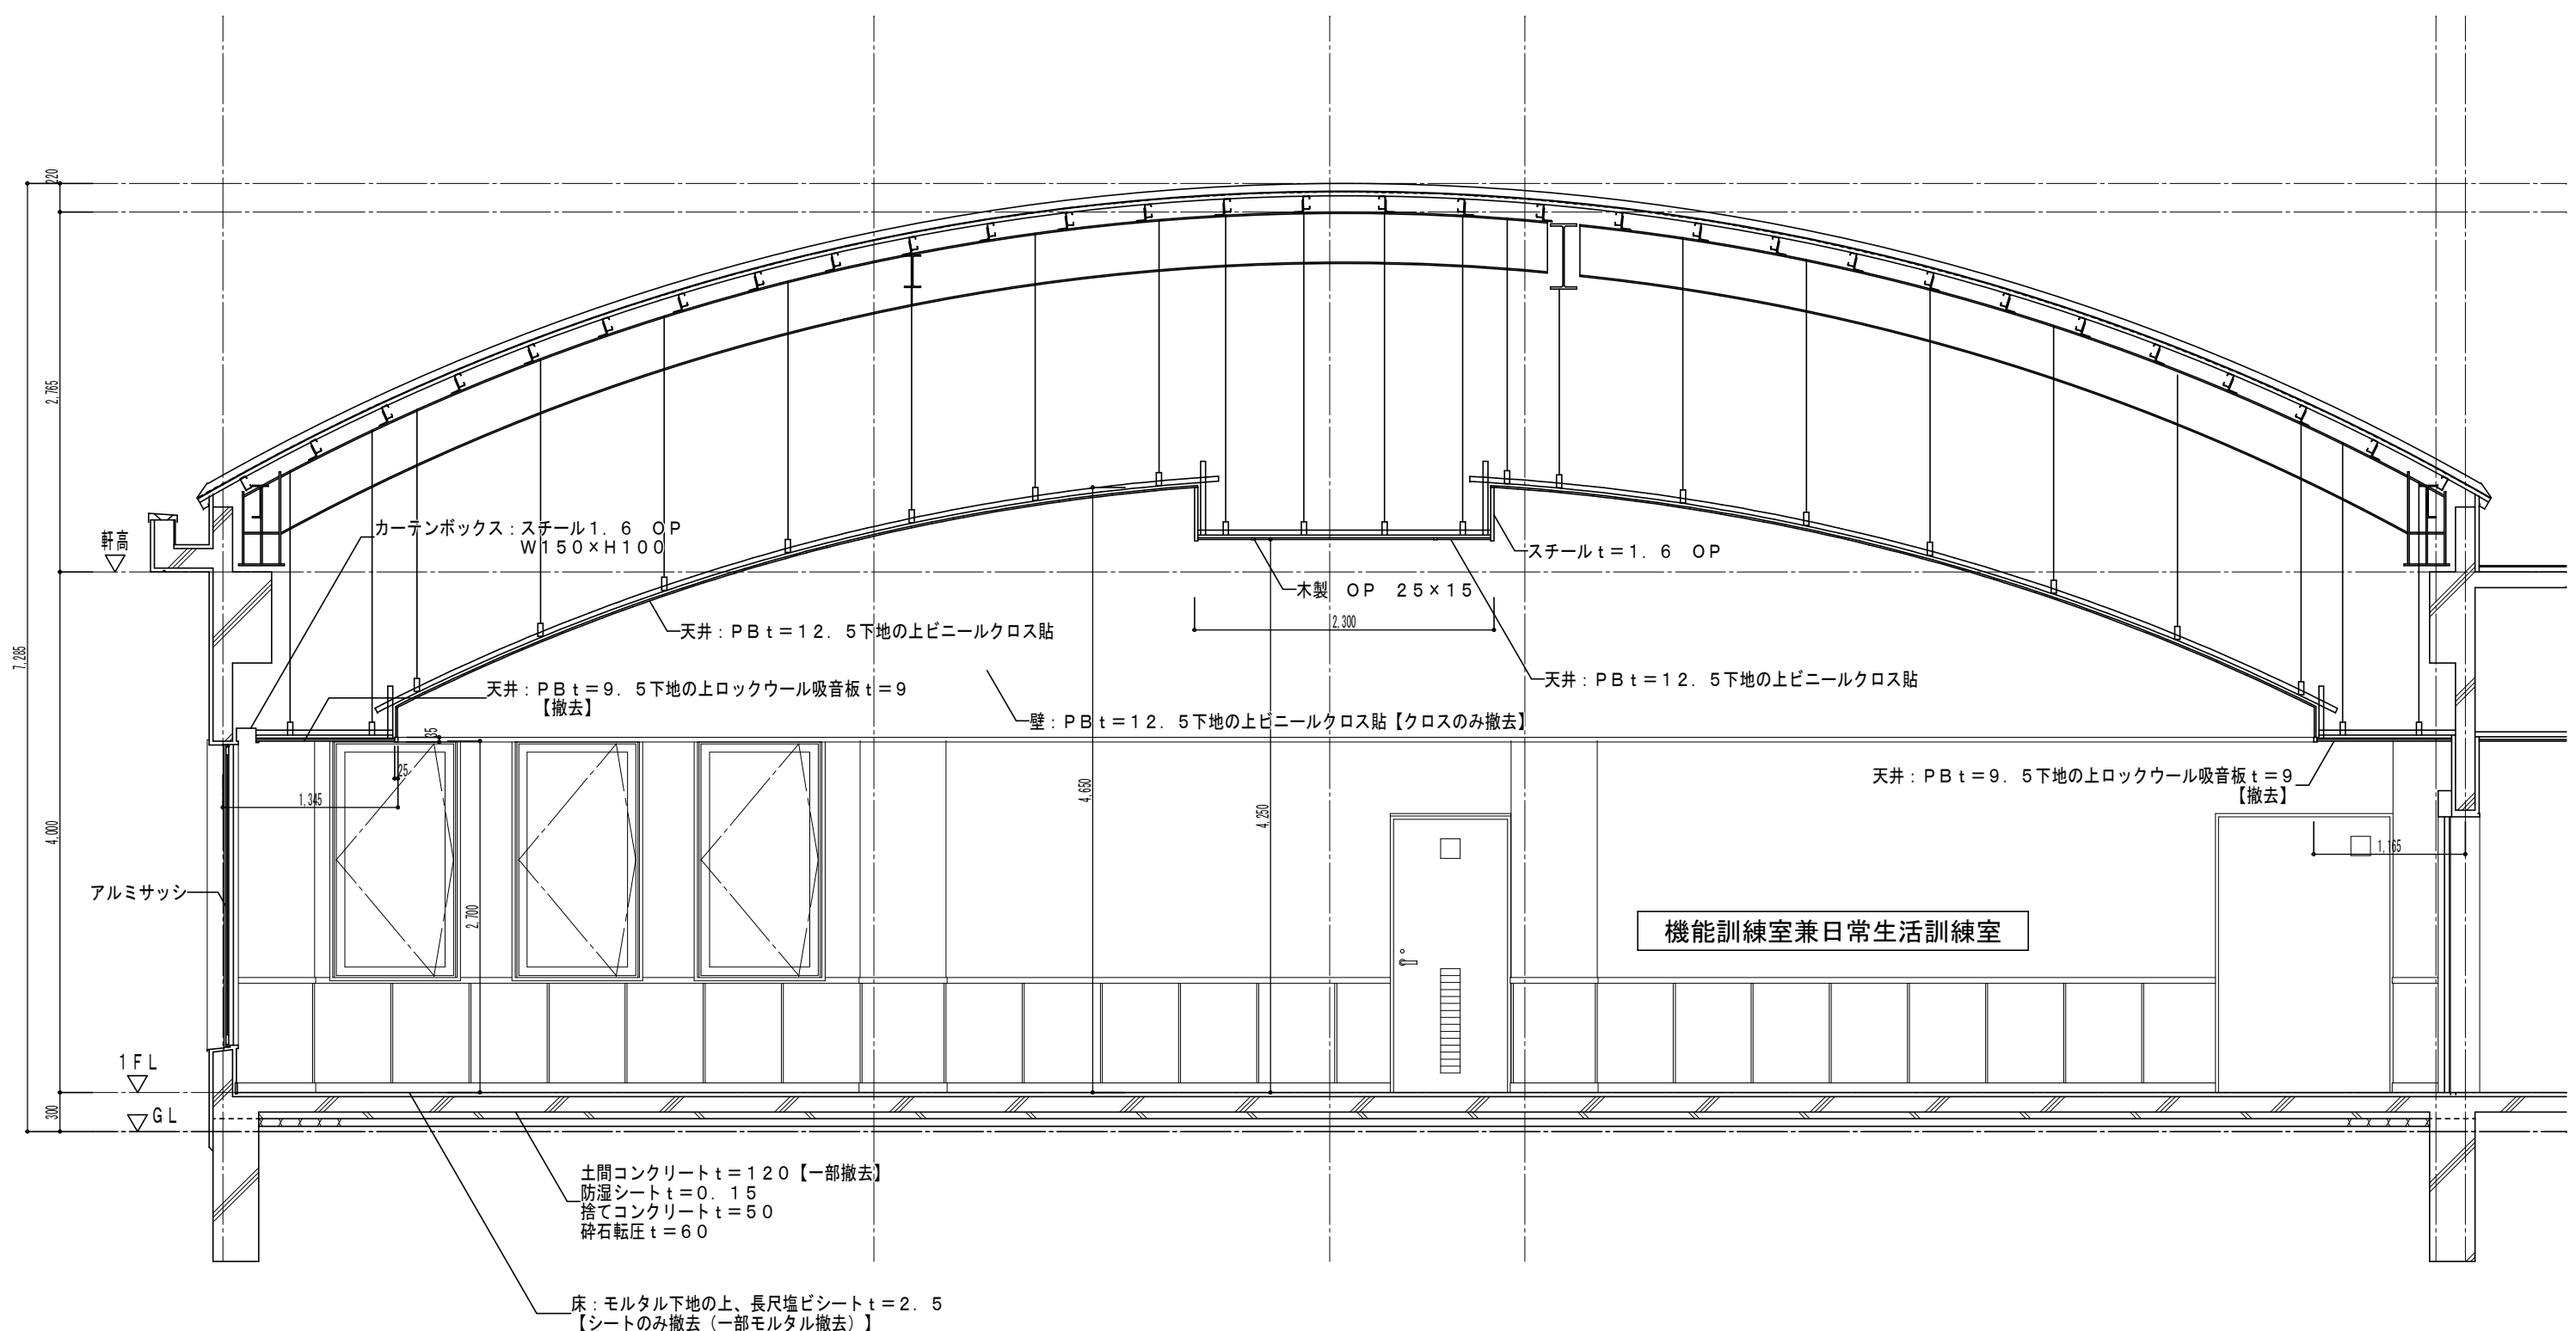 220
2,765
7,285
軒高
カーテンボックス：スチール１．６　ＯＰ
Ｗ１５０×Ｈ１００
スチールｔ＝１．６　ＯＰ
木製　ＯＰ　２５×１５
2,300
天井：ＰＢｔ＝１２．５下地の上ビニールクロス貼
天井：ＰＢｔ＝１２．５下地の上ビニールクロス貼
天井：ＰＢｔ＝９．５下地の上ロックウール吸音板ｔ＝９
【撤去】
壁：ＰＢｔ＝１２．５下地の上ビニールクロス貼【クロスのみ撤去】
35
25
1,345
4,650
4,250
天井：ＰＢｔ＝９．５下地の上ロックウール吸音板ｔ＝９
【撤去】
4,000
1,165
アルミサッシ
2,700
機能訓練室兼日常生活訓練室
１ＦＬ
300
ＧＬ
土間コンクリートｔ＝１２０【一部撤去】
防湿シートｔ＝０．１５
捨てコンクリートｔ＝５０
砕石転圧ｔ＝６０
床：モルタル下地の上、長尺塩ビシートｔ＝２．５
【シートのみ撤去（一部モルタル撤去）】